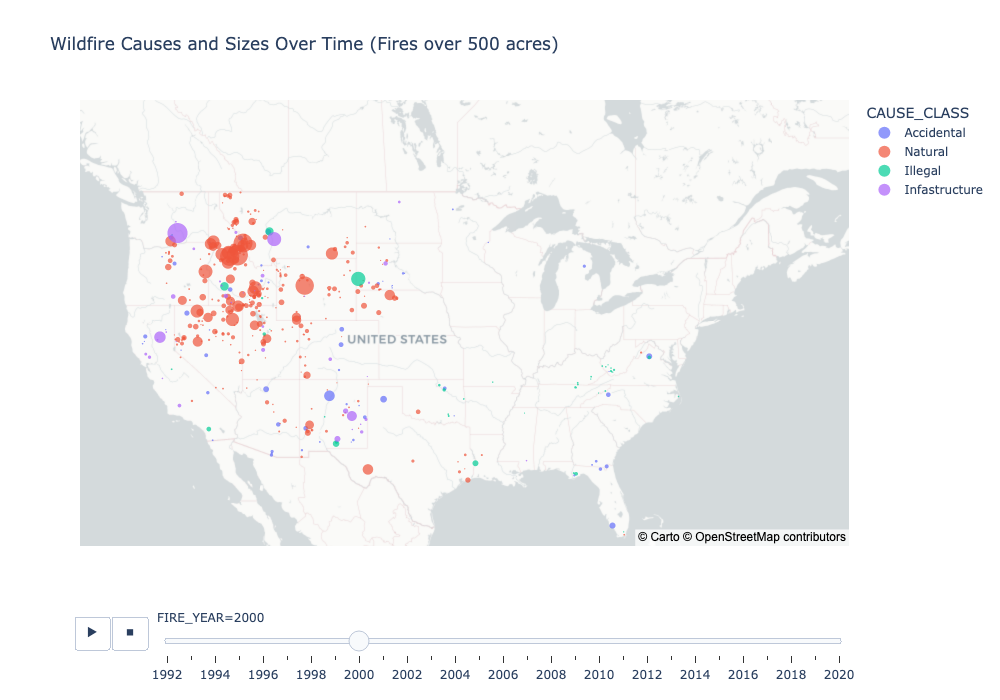 Wildfire Causes and Sizes Over Time (Fires over 500 acres)
CAUSE_CLASS
Accidental
Natural
Illegal
Infastructure
UNITED STATES
© Carto © OpenStreetMap contributors
FIRE_YEAR=2000
1992 1994 1996 1998 2000 2002 2004 2006 2008 2010 2012 2014 2016 2018 2020